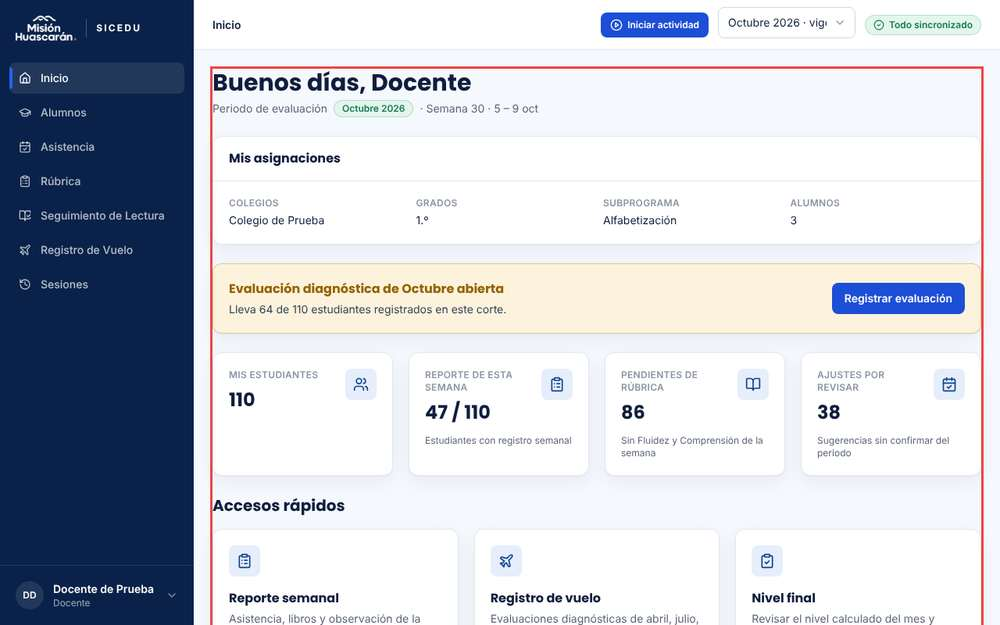 Misión
Huascarán.
SICEDU
Inicio
Alumnos
Asistencia
Rúbrica
Seguimiento de Lectura
Registro de Vuelo
Sesiones
DD
Docente de Prueba
Docente
Inicio
Iniciar actividad
Octubre 2026 · vig
Todo sincronizado
Buenos días, Docente
Periodo de evaluación Octubre 2026 · Semana 30 · 5 – 9 oct
Mis asignaciones
COLEGIOS
Colegio de Prueba
GRADOS
1.º
SUBPROGRAMA
Alfabetización
ALUMNOS
3
Evaluación diagnóstica de Octubre abierta
Lleva 64 de 110 estudiantes registrados en este corte.
Registrar evaluación
MIS ESTUDIANTES
110
REPORTE DE ESTA
SEMANA
47 / 110
Estudiantes con registro semanal
PENDIENTES DE
RÚBRICA
86
Sin Fluidez y Comprensión de la
semana
AJUSTES POR
REVISAR
38
Sugerencias sin confirmar del
periodo
Accesos rápidos
Reporte semanal
Asistencia, libros y observación de la
Registro de vuelo
Evaluaciones diagnósticas de abril, julio,
Nivel final
Revisar el nivel calculado del mes y